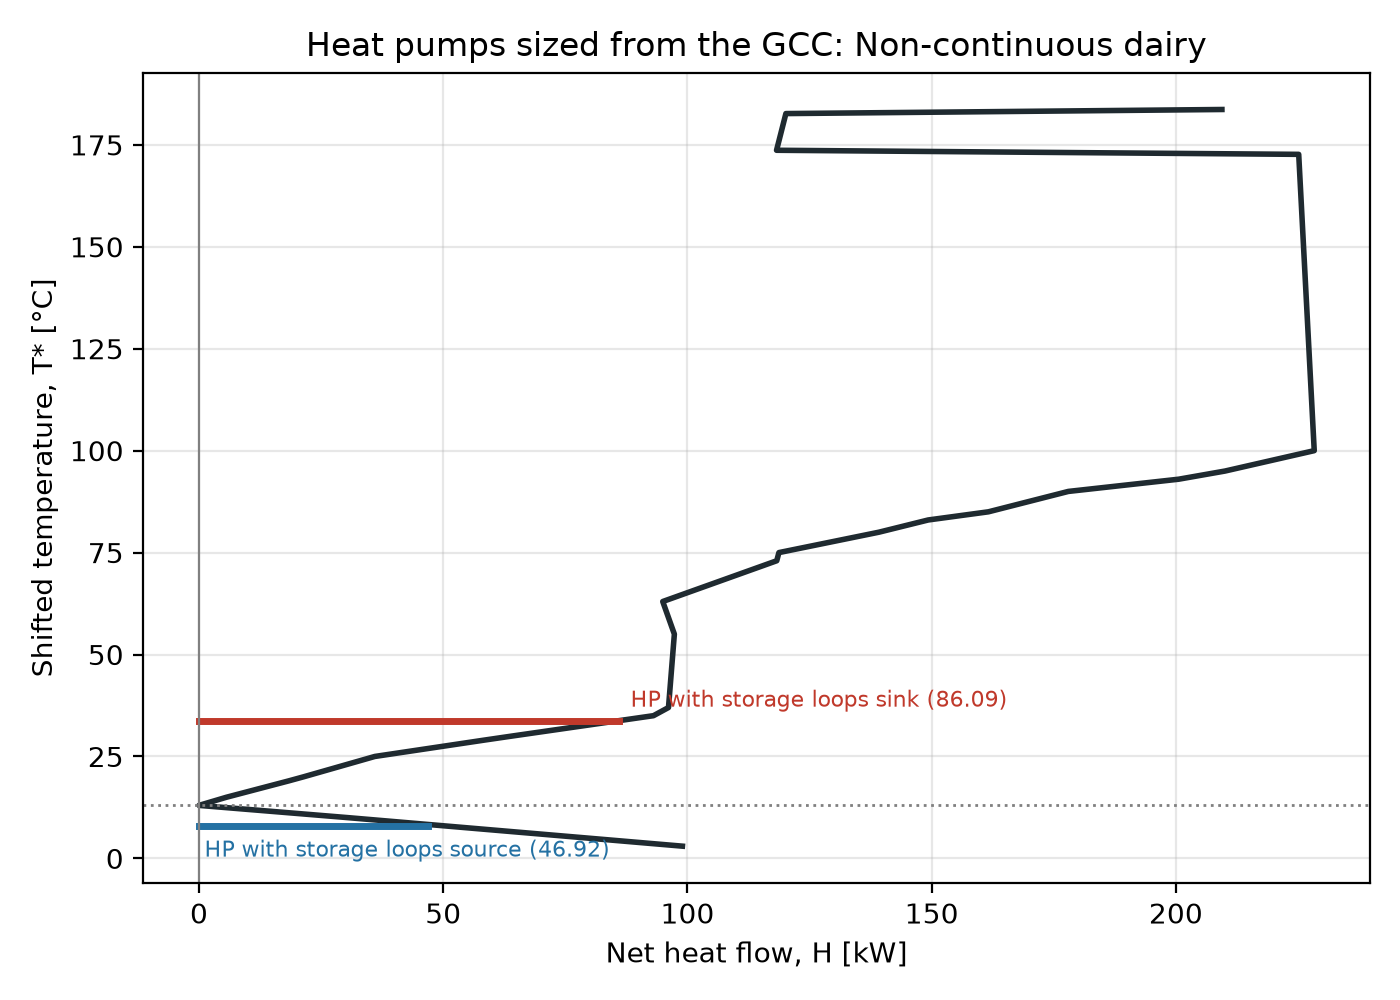 Heat pumps sized from the GCC: Non-continuous dairy
Shifted temperature, T* [°C]
175
150
125
100
75
50
25
0
HP with storage loops sink (86.09)
HP with storage loops source (46.92)
0 50 100 150 200
Net heat flow, H [kW]